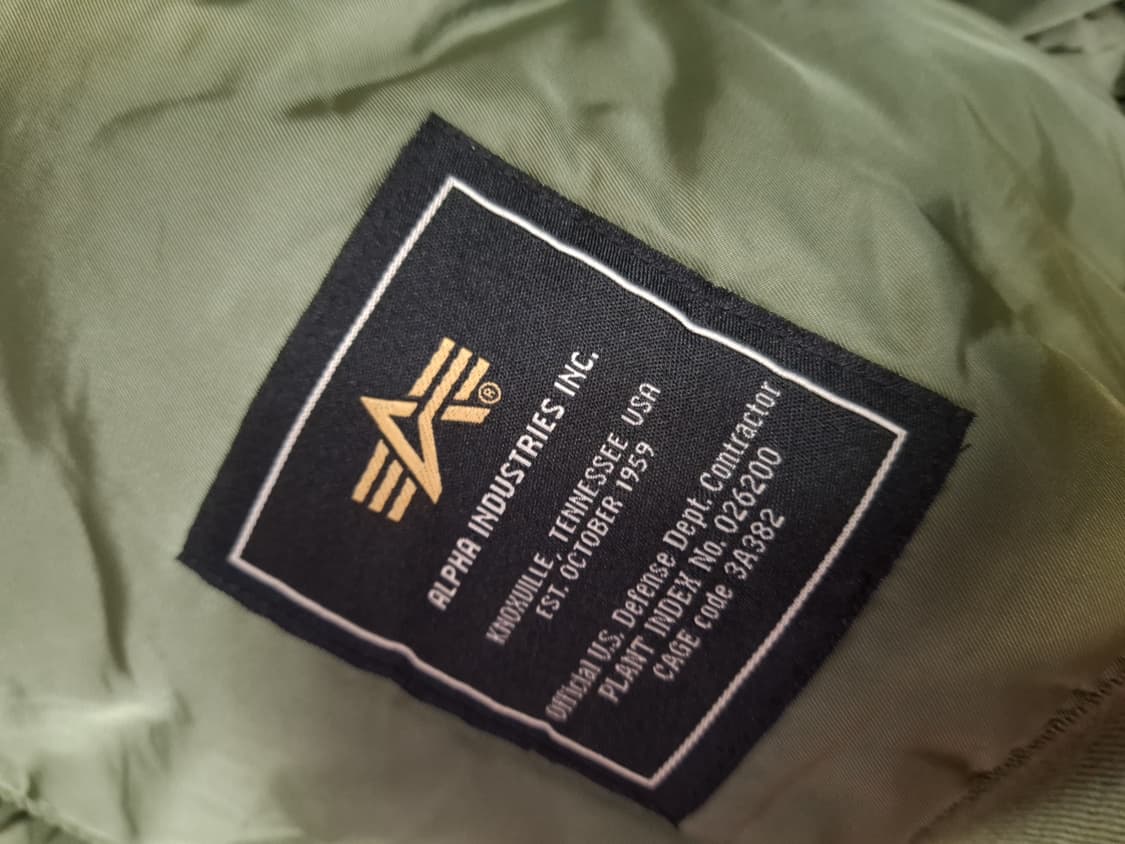 ®
ALPHA INDUSTRIES INC.
KNOXVILLE, TENNESSEE USA
EST. OCTOBER 1959
Official U.S. Defense Dept. Contractor
PLANT INDEX No. 026200
CAGE code 3A382